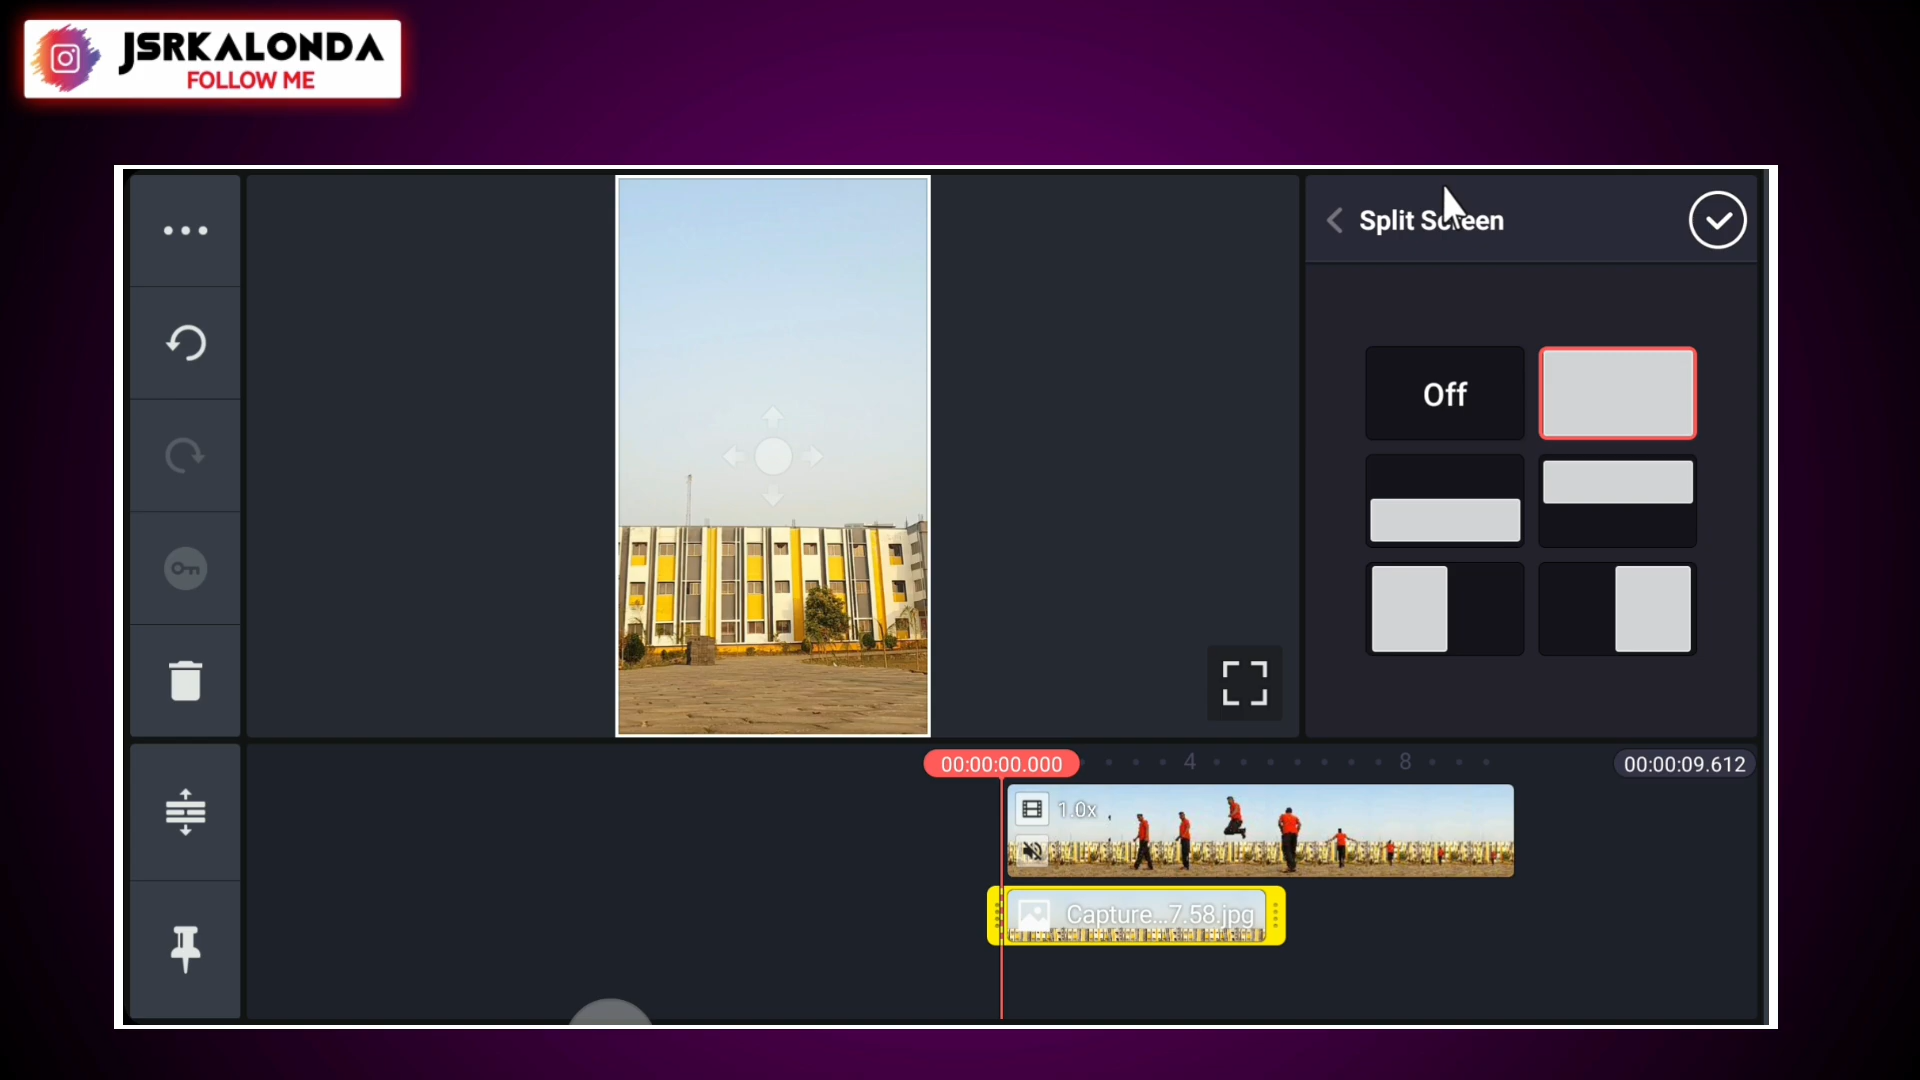 JSRKALONDA
FOLLOW ME
Split Screen
Off
00:00:00.000
4
8
00:00:09.612
1.0x
Capture...7.58.jpg